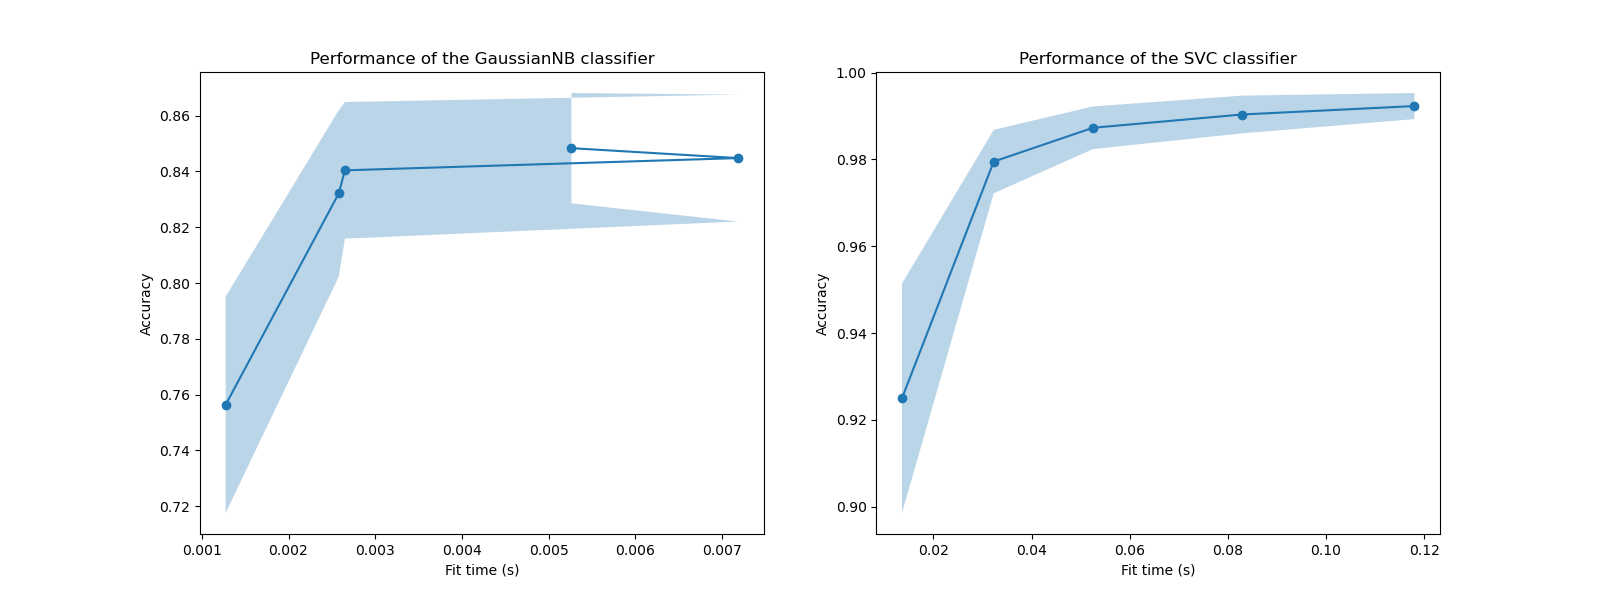 Performance of the GaussianNB classifier
0.86
0.84
0.82
0.80
0.78
0.76
0.74
0.72
Accuracy
0.001 0.002 0.003 0.004 0.005 0.006 0.007
Fit time (s)
Performance of the SVC classifier
1.00
0.98
0.96
0.94
0.92
0.90
Accuracy
0.02 0.04 0.06 0.08 0.10 0.12
Fit time (s)